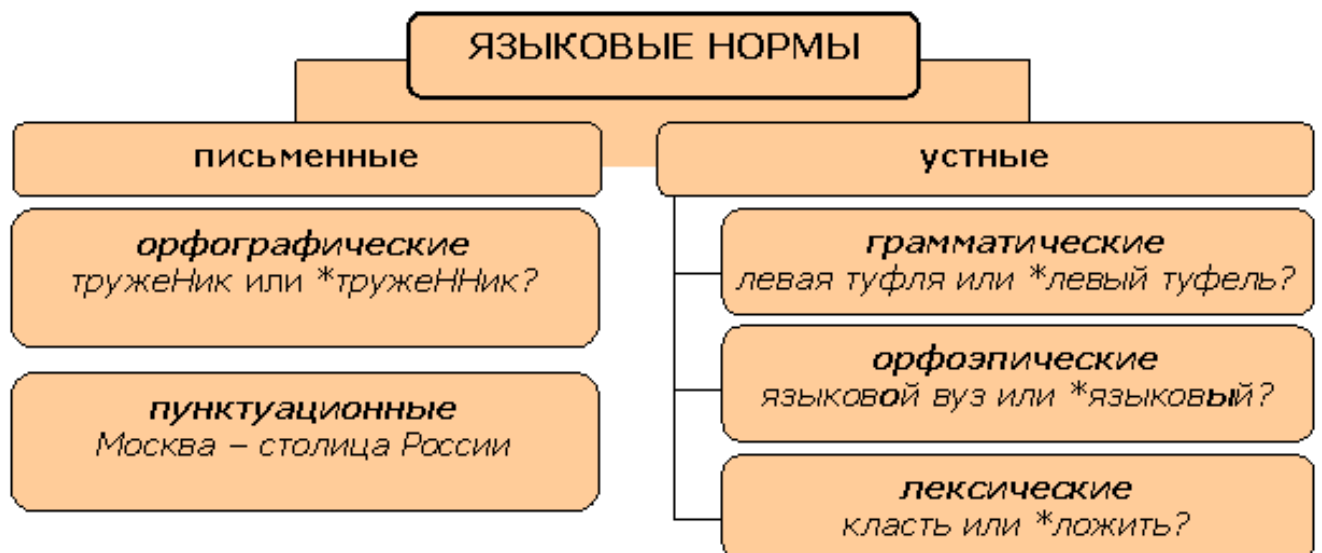 ЯЗЫКОВЫЕ НОРМЫ
письменные
орфографические
тружеНик или *тружеННик?
пунктуационные
Москва – столица России
устные
грамматические
левая туфля или *левый туфель?
орфоэпические
языковой вуз или *языковый?
лексические
класть или *ложить?